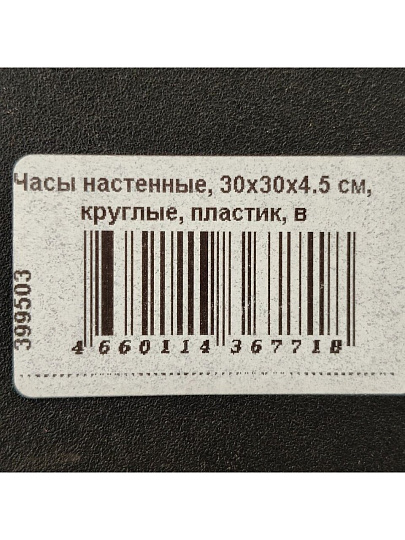 Часы настенные, 30х30х4.5 см,
круглые, пластик, в
399503
4 660114 367718